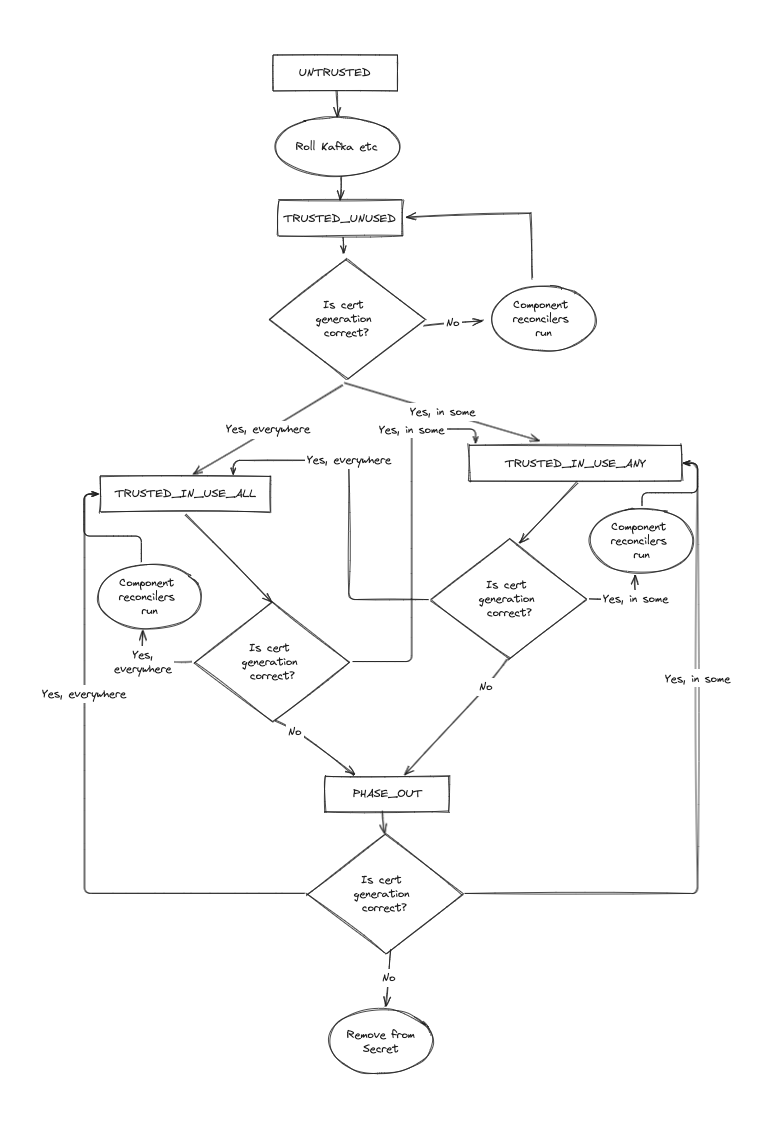 UNTRUSTED
Roll Kafka etc
TRUSTED_UNUSED
Is cert
generation
correct?
No
Component
reconcilers
run
Yes, in some
Yes, everywhere
Yes, in some
Yes, everywhere
TRUSTED_IN_USE_ANY
TRUSTED_IN_USE_ALL
Component
reconcilers
run
Component
reconcilers
run
Is cert
generation
correct?
Yes, in some
Is cert
generation
correct?
Yes,
everywhere
Yes, in some
No
Yes, everywhere
No
PHASE_OUT
Is cert
generation
correct?
No
Remove from
Secret